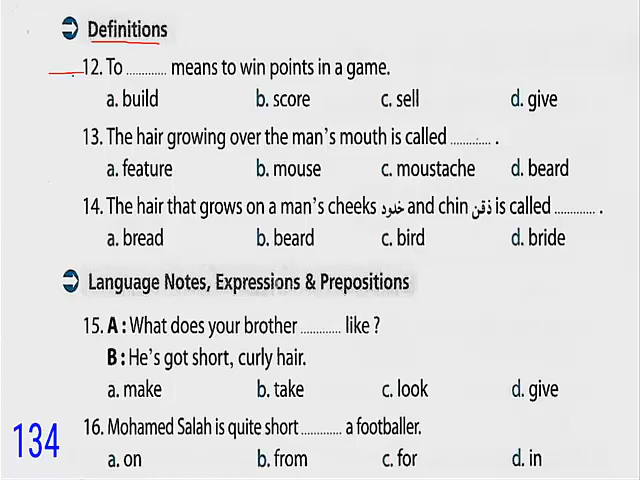 Definitions
12. To ............ means to win points in a game.
a. build b. score c. sell d. give
13. The hair growing over the man's mouth is called ............ .
a. feature b. mouse c. moustache d. beard
14. The hair that grows on a man's cheeks خدود and chin ذقن is called ............ .
a. bread b. beard c. bird d. bride
Language Notes, Expressions & Prepositions
15. A : What does your brother ............ like ?
B : He's got short, curly hair.
a. make b. take c. look d. give
16. Mohamed Salah is quite short ............ a footballer.
a. on b. from c. for d. in
134